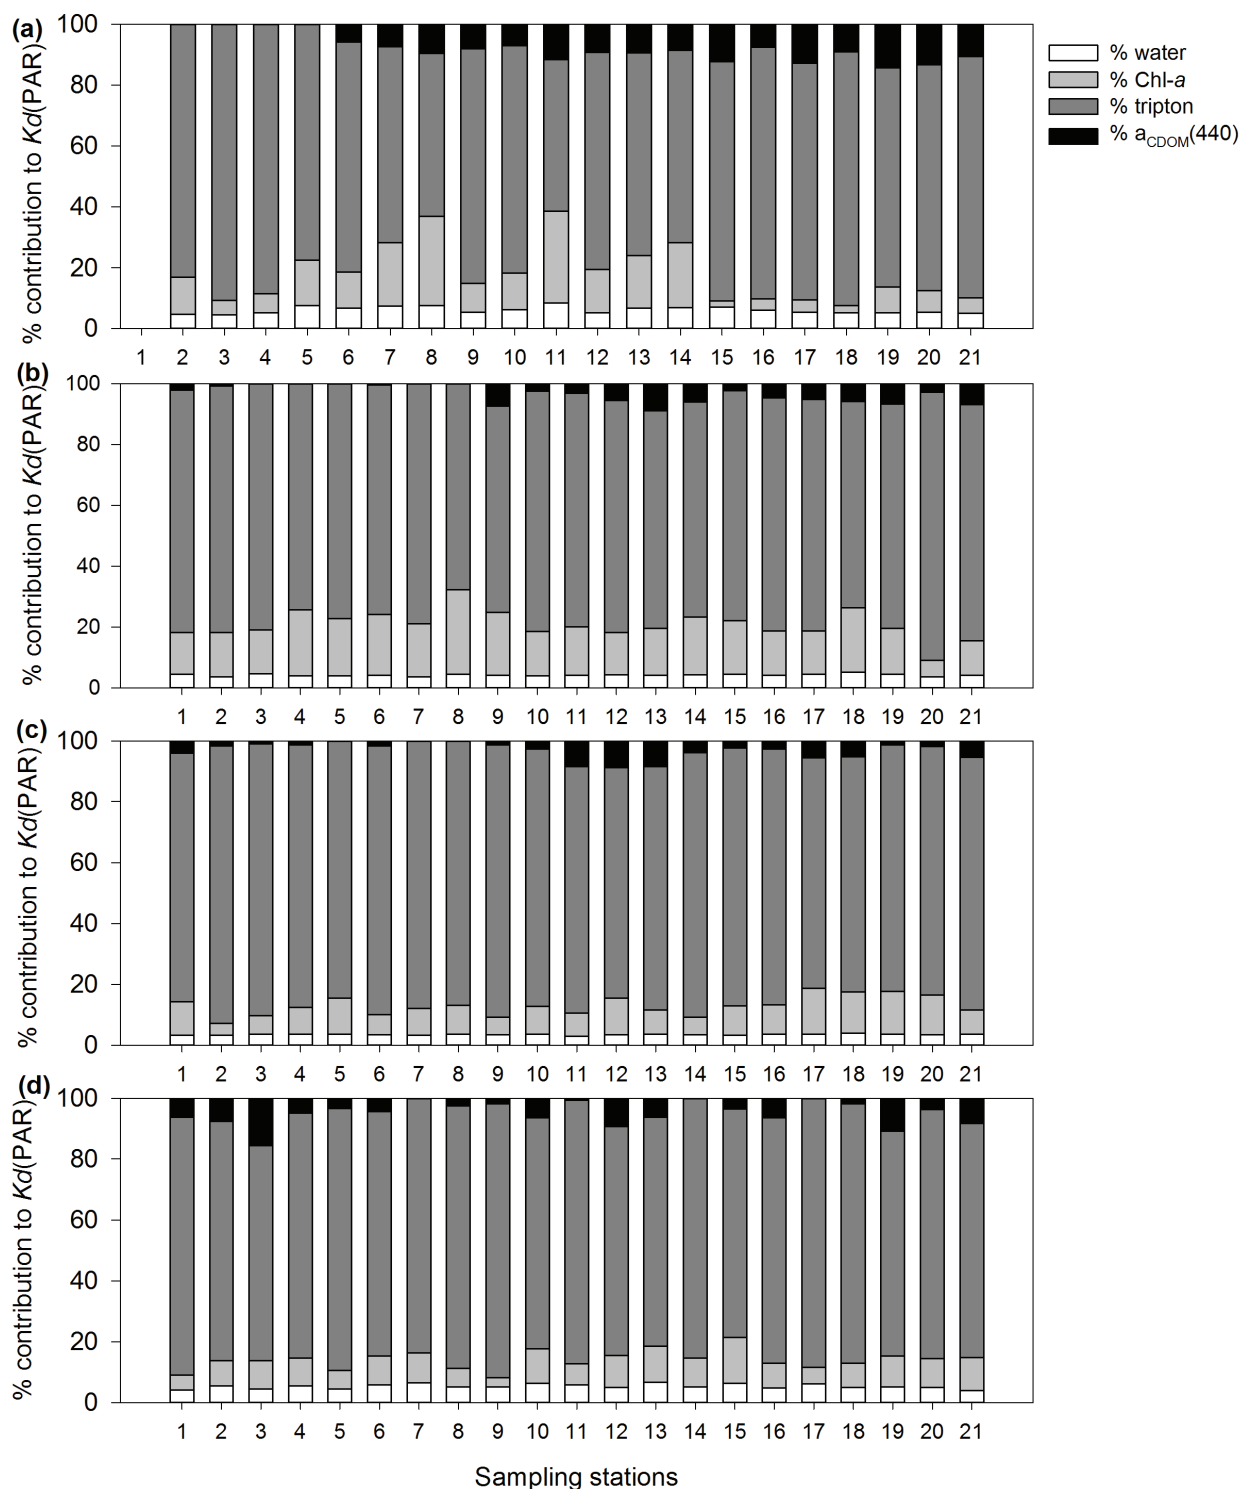 (a)
% contribution to Kd(PAR)
100
80
60
40
20
0
1 2 3 4 5 6 7 8 9 10 11 12 13 14 15 16 17 18 19 20 21
% water
% Chl-a
% tripton
% aCDOM(440)
(b)
% contribution to Kd(PAR)
100
80
60
40
20
0
1 2 3 4 5 6 7 8 9 10 11 12 13 14 15 16 17 18 19 20 21
(c)
% contribution to Kd(PAR)
100
80
60
40
20
0
1 2 3 4 5 6 7 8 9 10 11 12 13 14 15 16 17 18 19 20 21
(d)
% contribution to Kd(PAR)
100
80
60
40
20
0
1 2 3 4 5 6 7 8 9 10 11 12 13 14 15 16 17 18 19 20 21
Sampling stations